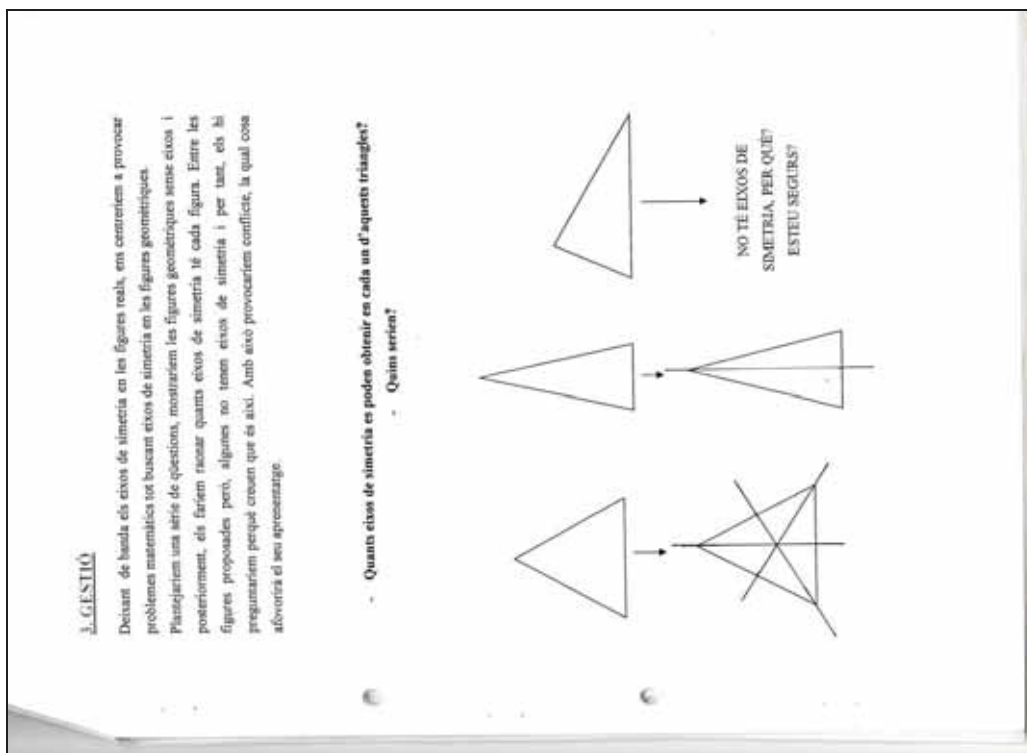 3. GESTIÓ
Deixant de banda els eixos de simetria en les figures reals, ens centraríem a provocar
problemes matemàtics tot buscant eixos de simetria en les figures geomètriques.
Plantejaríem una sèrie de qüestions, mostraríem les figures geomètriques sense eixos i
posteriorment, els faríem raonar quants eixos de simetria té cada figura. Entre les
figures proposades però, algunes no tenen eixos de simetria i per tant, els hi
preguntaríem perquè creuen que és així. Amb això provocaríem conflicte, la qual cosa
afovorirà el seu aprenentatge.
- Quants eixos de simetria es poden obtenir en cada un d'aquests triangles?
- Quins serien?
NO TÉ EIXOS DE
SIMETRIA, PER QUÈ?
ESTEU SEGURS?